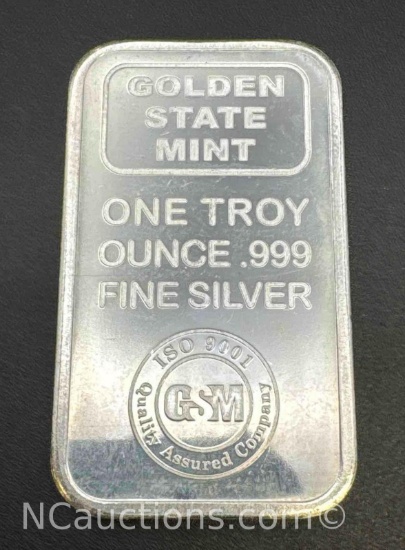 GOLDEN
STATE
MINT
ONE TROY
OUNCE .999
FINE SILVER
ISO 9001
GSM
Quality Assured Company
NCauctions.com©